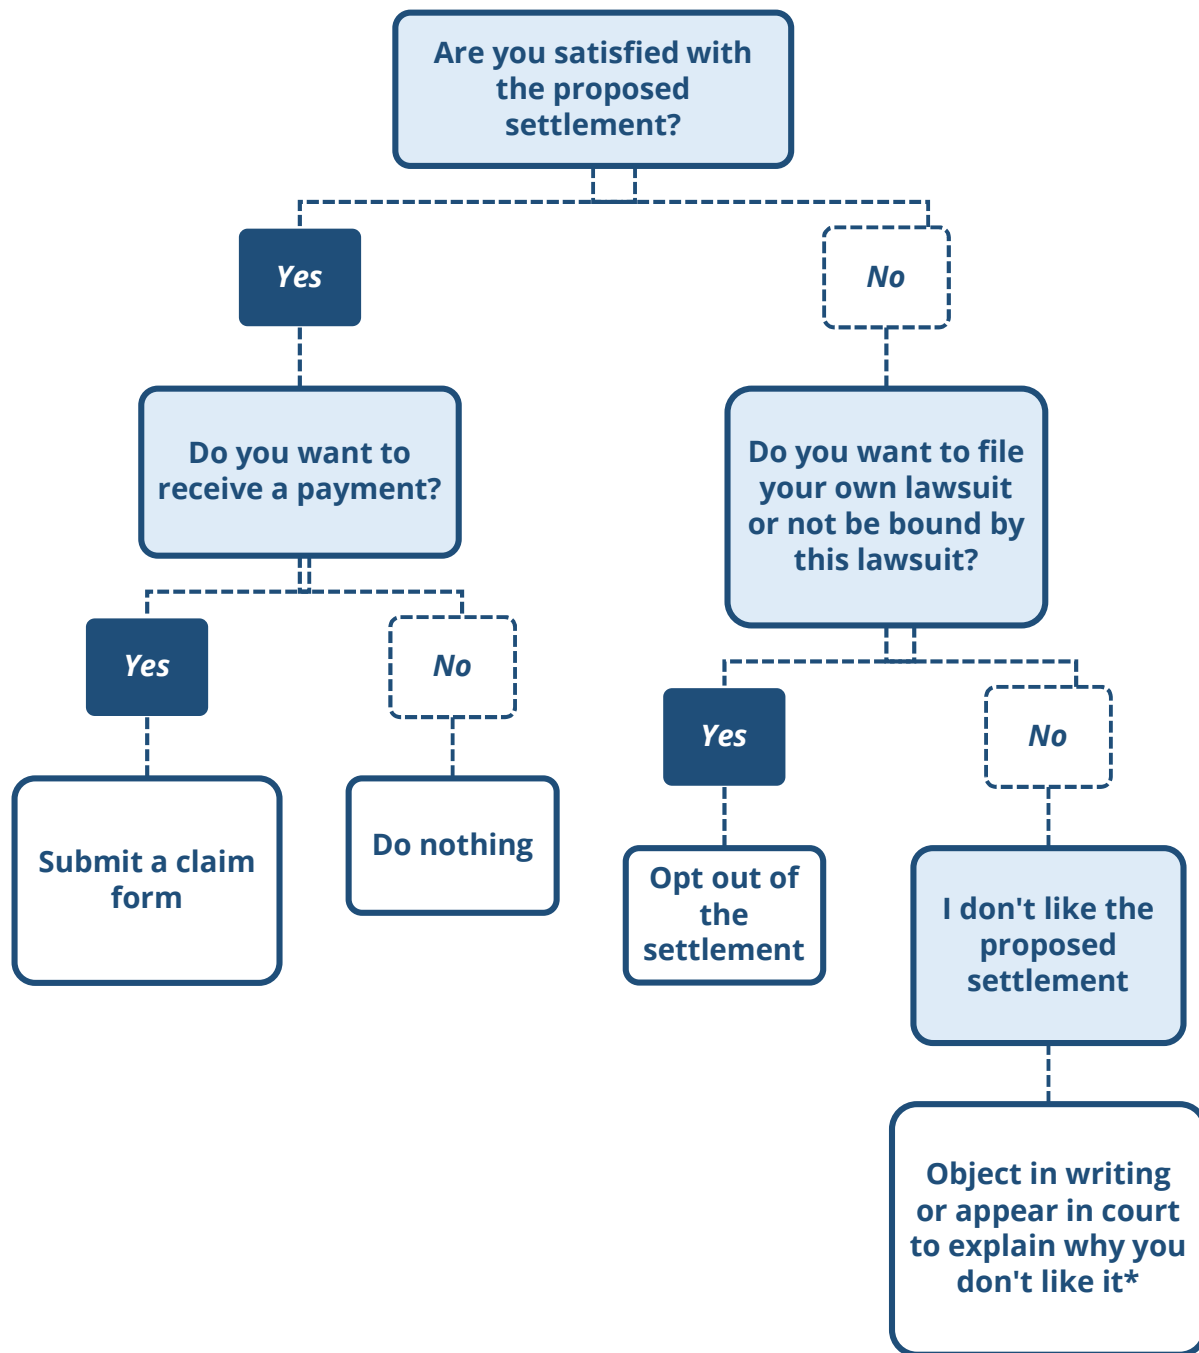 Are you satisfied with
the proposed
settlement?
Yes
No
Do you want to
receive a payment?
Do you want to file
your own lawsuit
or not be bound by
this lawsuit?
Yes
No
Yes
No
Submit a claim
form
Do nothing
Opt out of
the
settlement
I don't like the
proposed
settlement
Object in writing
or appear in court
to explain why you
don't like it*